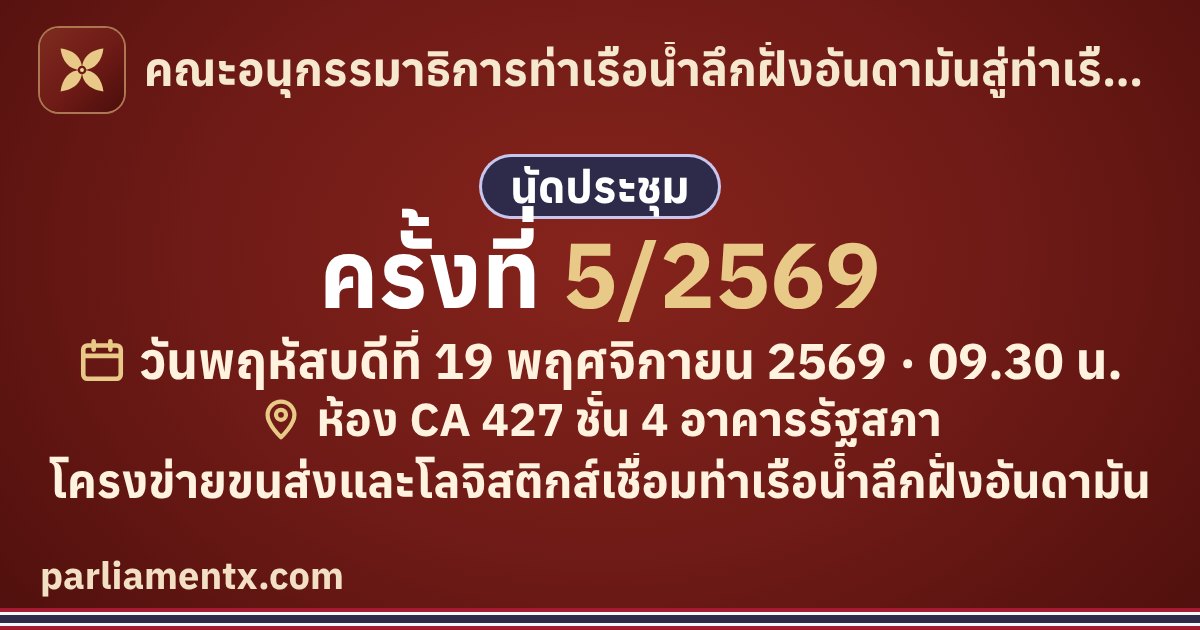 คณะอนุกรรมาธิการท่าเรือน้ำลึกฝั่งอันดามันสู่ท่าเรื...
นัดประชุม
ครั้งที่ 5/2569
วันพฤหัสบดีที่ 19 พฤศจิกายน 2569 · 09.30 น.
ห้อง CA 427 ชั้น 4 อาคารรัฐสภา
โครงข่ายขนส่งและโลจิสติกส์เชื่อมท่าเรือน้ำลึกฝั่งอันดามัน
parliamentx.com